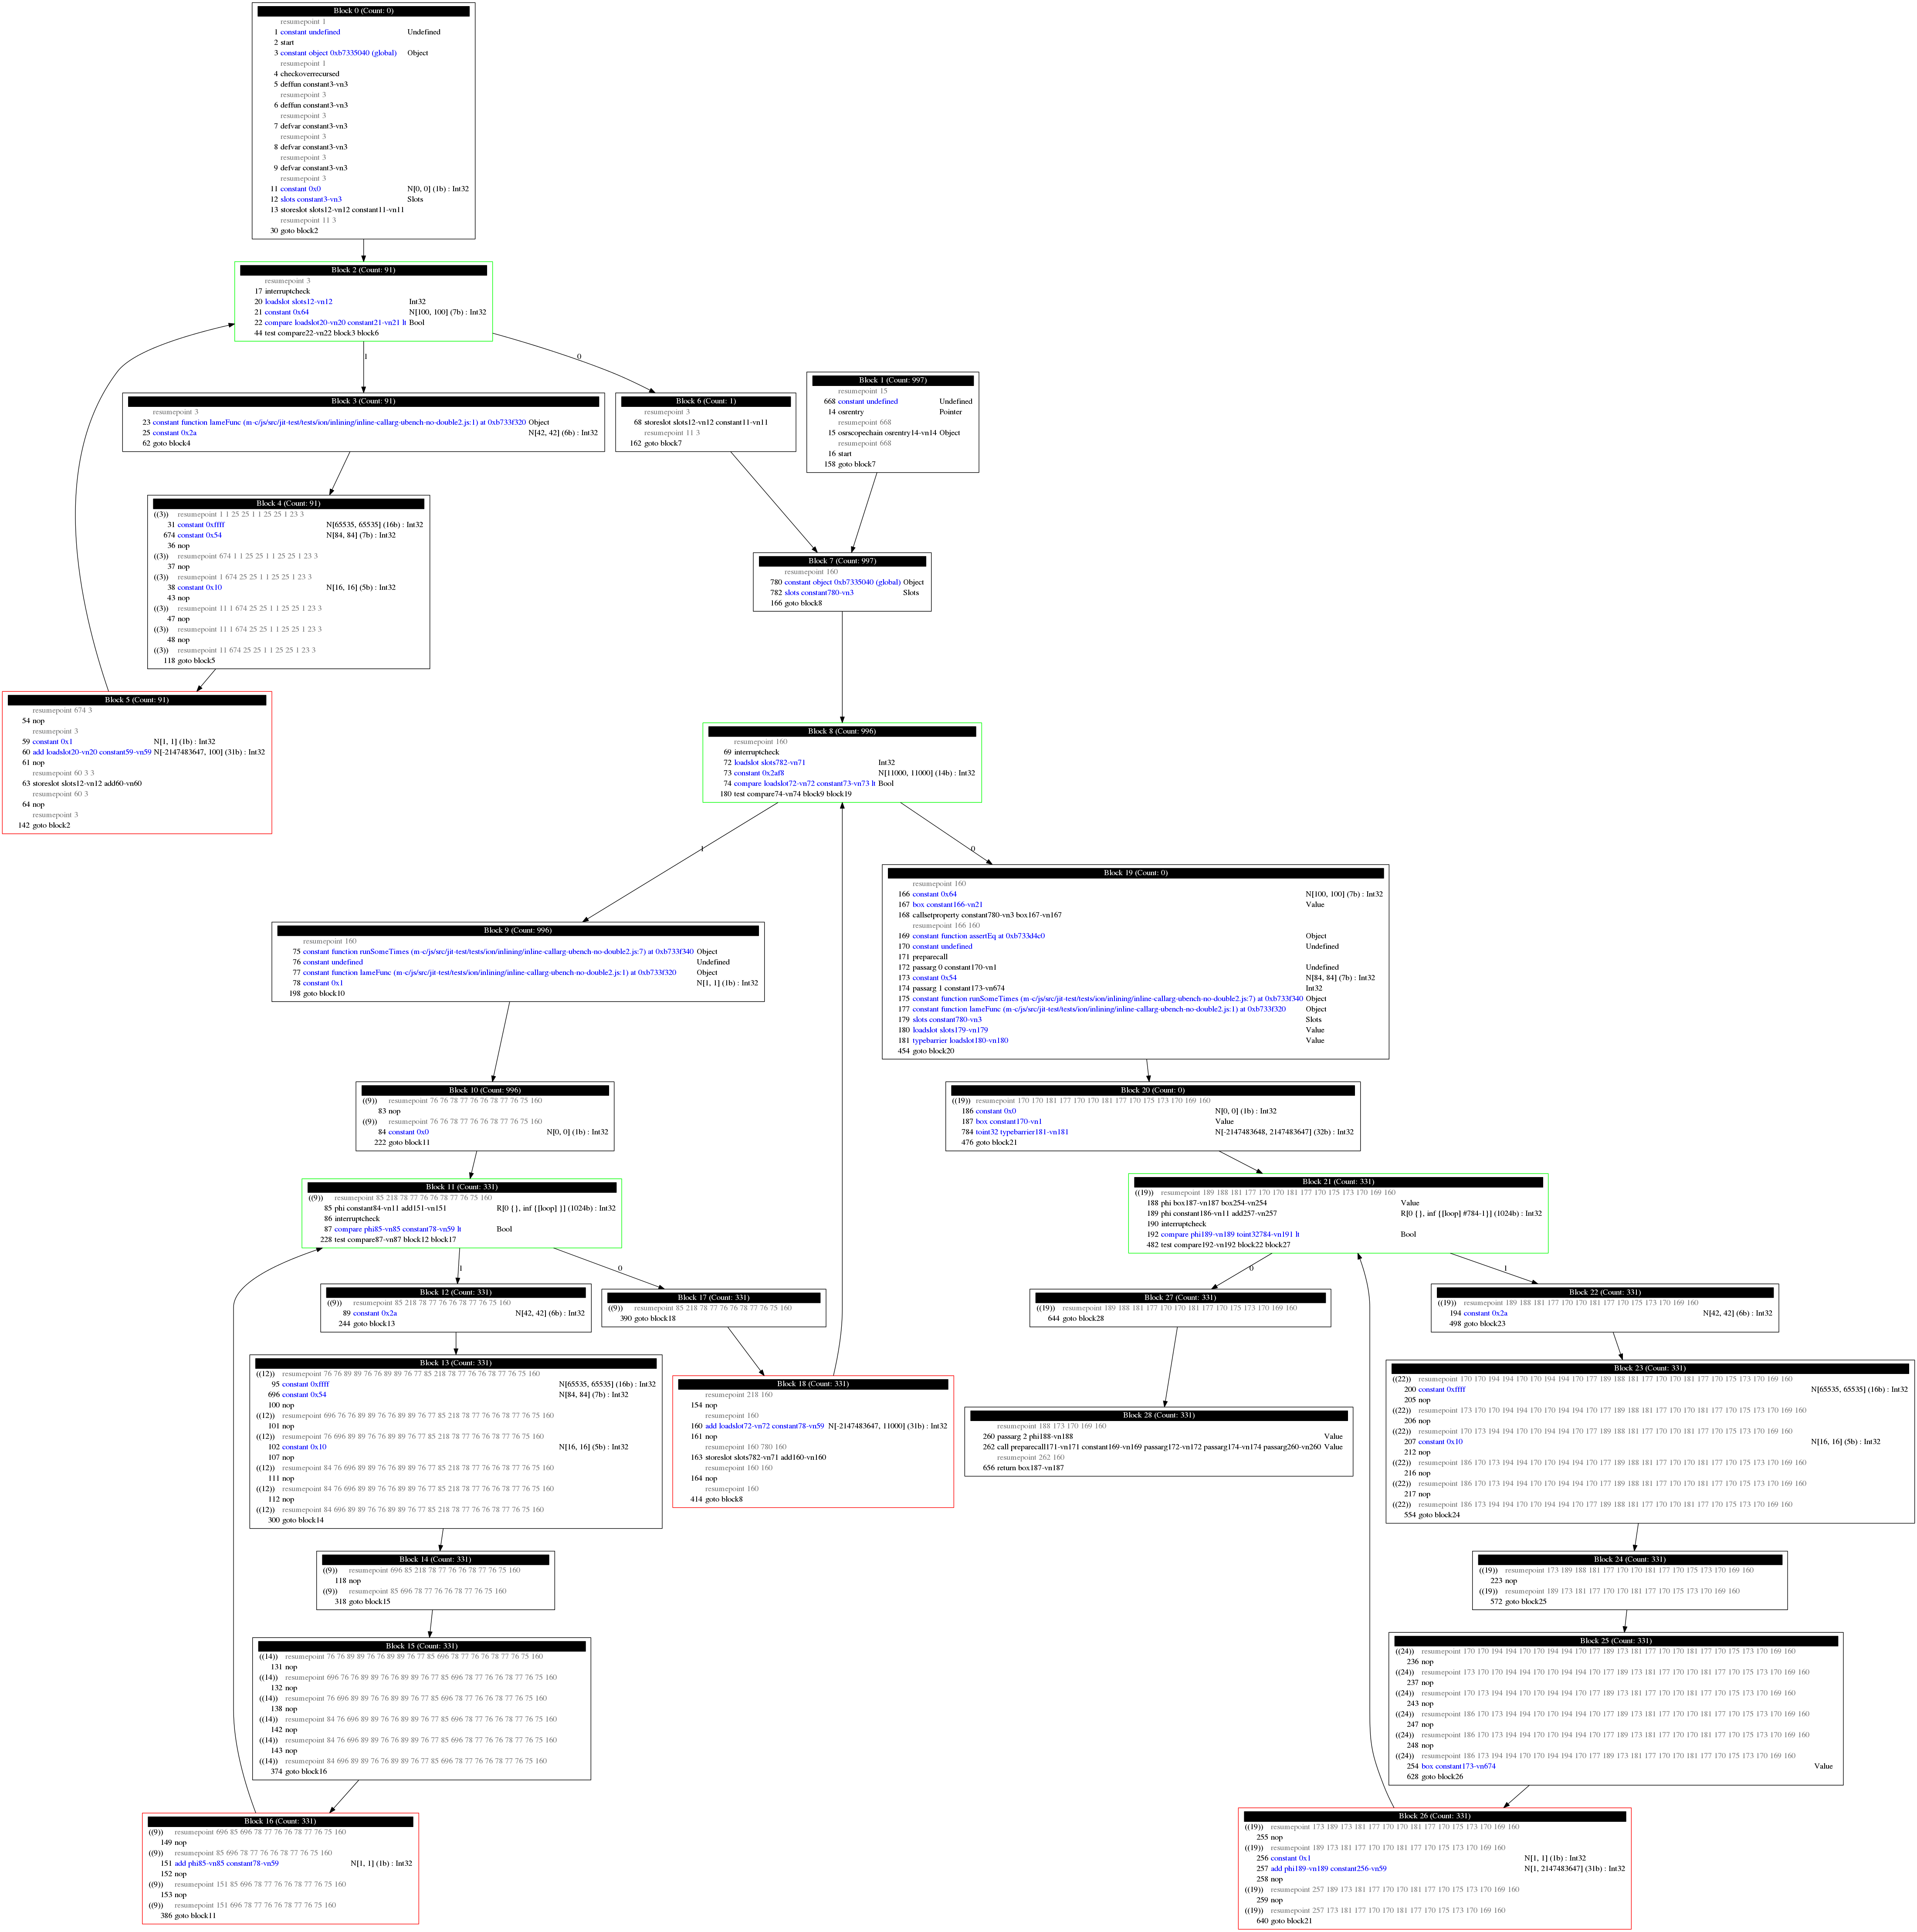 Block 0 (Count: 0)
resumepoint 1
1 constant undefined Undefined
2 start
3 constant object 0xb7335040 (global) Object
resumepoint 1
4 checkoverrecursed
5 deffun constant3-vn3
resumepoint 3
6 deffun constant3-vn3
resumepoint 3
7 defvar constant3-vn3
resumepoint 3
8 defvar constant3-vn3
resumepoint 3
9 defvar constant3-vn3
resumepoint 3
11 constant 0x0 N[0, 0] (1b) : Int32
12 slots constant3-vn3 Slots
13 storeslot slots12-vn12 constant11-vn11
resumepoint 11 3
30 goto block2
Block 2 (Count: 91)
resumepoint 3
17 interruptcheck
20 loadslot slots12-vn12 Int32
21 constant 0x64 N[100, 100] (7b) : Int32
22 compare loadslot20-vn20 constant21-vn21 lt Bool
44 test compare22-vn22 block3 block6
1
0
Block 3 (Count: 91)
resumepoint 3
23 constant function lameFunc (m-c/js/src/jit-test/tests/ion/inlining/inline-callarg-ubench-no-double2.js:1) at 0xb733f320 Object
25 constant 0x2a N[42, 42] (6b) : Int32
62 goto block4
Block 6 (Count: 1)
resumepoint 3
68 storeslot slots12-vn12 constant11-vn11
resumepoint 11 3
162 goto block7
Block 1 (Count: 997)
resumepoint 15
668 constant undefined Undefined
14 osrentry Pointer
resumepoint 668
15 osrscopechain osrentry14-vn14 Object
resumepoint 668
16 start
158 goto block7
Block 4 (Count: 91)
((3)) resumepoint 1 1 25 25 1 1 25 25 1 23 3
31 constant 0xffff N[65535, 65535] (16b) : Int32
674 constant 0x54 N[84, 84] (7b) : Int32
36 nop
((3)) resumepoint 674 1 1 25 25 1 1 25 25 1 23 3
37 nop
((3)) resumepoint 1 674 25 25 1 1 25 25 1 23 3
38 constant 0x10 N[16, 16] (5b) : Int32
43 nop
((3)) resumepoint 11 1 674 25 25 1 1 25 25 1 23 3
47 nop
((3)) resumepoint 11 1 674 25 25 1 1 25 25 1 23 3
48 nop
((3)) resumepoint 11 674 25 25 1 1 25 25 1 23 3
118 goto block5
Block 7 (Count: 997)
resumepoint 160
780 constant object 0xb7335040 (global) Object
782 slots constant780-vn3 Slots
166 goto block8
Block 5 (Count: 91)
resumepoint 674 3
54 nop
resumepoint 3
59 constant 0x1 N[1, 1] (1b) : Int32
60 add loadslot20-vn20 constant59-vn59 N[-2147483647, 100] (31b) : Int32
61 nop
resumepoint 60 3 3
63 storeslot slots12-vn12 add60-vn60
resumepoint 60 3
64 nop
resumepoint 3
142 goto block2
Block 8 (Count: 996)
resumepoint 160
69 interruptcheck
72 loadslot slots782-vn71 Int32
73 constant 0x2af8 N[11000, 11000] (14b) : Int32
74 compare loadslot72-vn72 constant73-vn73 lt Bool
180 test compare74-vn74 block9 block19
1
0
Block 9 (Count: 996)
resumepoint 160
75 constant function runSomeTimes (m-c/js/src/jit-test/tests/ion/inlining/inline-callarg-ubench-no-double2.js:7) at 0xb733f340 Object
76 constant undefined Undefined
77 constant function lameFunc (m-c/js/src/jit-test/tests/ion/inlining/inline-callarg-ubench-no-double2.js:1) at 0xb733f320 Object
78 constant 0x1 N[1, 1] (1b) : Int32
198 goto block10
Block 19 (Count: 0)
resumepoint 160
166 constant 0x64 N[100, 100] (7b) : Int32
167 box constant166-vn21 Value
168 callsetproperty constant780-vn3 box167-vn167
resumepoint 166 160
169 constant function assertEq at 0xb733d4c0 Object
170 constant undefined Undefined
171 preparecall
172 passarg 0 constant170-vn1 Undefined
173 constant 0x54 N[84, 84] (7b) : Int32
174 passarg 1 constant173-vn674 Int32
175 constant function runSomeTimes (m-c/js/src/jit-test/tests/ion/inlining/inline-callarg-ubench-no-double2.js:7) at 0xb733f340 Object
177 constant function lameFunc (m-c/js/src/jit-test/tests/ion/inlining/inline-callarg-ubench-no-double2.js:1) at 0xb733f320 Object
179 slots constant780-vn3 Slots
180 loadslot slots179-vn179 Value
181 typebarrier loadslot180-vn180 Value
454 goto block20
Block 10 (Count: 996)
((9)) resumepoint 76 76 78 77 76 76 78 77 76 75 160
83 nop
((9)) resumepoint 76 76 78 77 76 76 78 77 76 75 160
84 constant 0x0 N[0, 0] (1b) : Int32
222 goto block11
Block 20 (Count: 0)
((19)) resumepoint 170 170 181 177 170 170 181 177 170 175 173 170 169 160
186 constant 0x0 N[0, 0] (1b) : Int32
187 box constant170-vn1 Value
784 toint32 typebarrier181-vn181 N[-2147483648, 2147483647] (32b) : Int32
476 goto block21
Block 11 (Count: 331)
((9)) resumepoint 85 218 78 77 76 76 78 77 76 75 160
85 phi constant84-vn11 add151-vn151 R[0 { }, inf {[loop] }] (1024b) : Int32
86 interruptcheck
87 compare phi85-vn85 constant78-vn59 lt Bool
228 test compare87-vn87 block12 block17
1
0
Block 21 (Count: 331)
((19)) resumepoint 189 188 181 177 170 170 181 177 170 175 173 170 169 160
188 phi box187-vn187 box254-vn254 Value
189 phi constant186-vn11 add257-vn257 R[0 { }, inf {[loop] #784-1}] (1024b) : Int32
190 interruptcheck
192 compare phi189-vn189 toint32784-vn191 lt Bool
482 test compare192-vn192 block22 block27
0
1
Block 12 (Count: 331)
((9)) resumepoint 85 218 78 77 76 76 78 77 76 75 160
89 constant 0x2a N[42, 42] (6b) : Int32
244 goto block13
Block 17 (Count: 331)
((9)) resumepoint 85 218 78 77 76 76 78 77 76 75 160
390 goto block18
Block 27 (Count: 331)
((19)) resumepoint 189 188 181 177 170 170 181 177 170 175 173 170 169 160
644 goto block28
Block 22 (Count: 331)
((19)) resumepoint 189 188 181 177 170 170 181 177 170 175 173 170 169 160
194 constant 0x2a N[42, 42] (6b) : Int32
498 goto block23
Block 13 (Count: 331)
((12)) resumepoint 76 76 89 89 76 76 89 89 76 77 85 218 78 77 76 76 78 77 76 75 160
95 constant 0xffff N[65535, 65535] (16b) : Int32
696 constant 0x54 N[84, 84] (7b) : Int32
100 nop
((12)) resumepoint 696 76 76 89 89 76 76 89 89 76 77 85 218 78 77 76 76 78 77 76 75 160
101 nop
((12)) resumepoint 76 696 89 89 76 76 89 89 76 77 85 218 78 77 76 76 78 77 76 75 160
102 constant 0x10 N[16, 16] (5b) : Int32
107 nop
((12)) resumepoint 84 76 696 89 89 76 76 89 89 76 77 85 218 78 77 76 76 78 77 76 75 160
111 nop
((12)) resumepoint 84 76 696 89 89 76 76 89 89 76 77 85 218 78 77 76 76 78 77 76 75 160
112 nop
((12)) resumepoint 84 696 89 89 76 76 89 89 76 77 85 218 78 77 76 76 78 77 76 75 160
300 goto block14
Block 18 (Count: 331)
resumepoint 218 160
154 nop
resumepoint 160
160 add loadslot72-vn72 constant78-vn59 N[-2147483647, 11000] (31b) : Int32
161 nop
resumepoint 160 780 160
163 storeslot slots782-vn71 add160-vn160
resumepoint 160 160
164 nop
resumepoint 160
414 goto block8
Block 28 (Count: 331)
resumepoint 188 173 170 169 160
260 passarg 2 phi188-vn188 Value
262 call preparecall171-vn171 constant169-vn169 passarg172-vn172 passarg174-vn174 passarg260-vn260 Value
resumepoint 262 160
656 return box187-vn187
Block 23 (Count: 331)
((22)) resumepoint 170 170 194 194 170 170 194 194 170 177 189 188 181 177 170 170 181 177 170 175 173 170 169 160
200 constant 0xffff N[65535, 65535] (16b) : Int32
205 nop
((22)) resumepoint 173 170 170 194 194 170 170 194 194 170 177 189 188 181 177 170 170 181 177 170 175 173 170 169 160
206 nop
((22)) resumepoint 170 173 194 194 170 170 194 194 170 177 189 188 181 177 170 170 181 177 170 175 173 170 169 160
207 constant 0x10 N[16, 16] (5b) : Int32
212 nop
((22)) resumepoint 186 170 173 194 194 170 170 194 194 170 177 189 188 181 177 170 170 181 177 170 175 173 170 169 160
216 nop
((22)) resumepoint 186 170 173 194 194 170 170 194 194 170 177 189 188 181 177 170 170 181 177 170 175 173 170 169 160
217 nop
((22)) resumepoint 186 173 194 194 170 170 194 194 170 177 189 188 181 177 170 170 181 177 170 175 173 170 169 160
554 goto block24
Block 14 (Count: 331)
((9)) resumepoint 696 85 218 78 77 76 76 78 77 76 75 160
118 nop
((9)) resumepoint 85 696 78 77 76 76 78 77 76 75 160
318 goto block15
Block 24 (Count: 331)
((19)) resumepoint 173 189 188 181 177 170 170 181 177 170 175 173 170 169 160
223 nop
((19)) resumepoint 189 173 181 177 170 170 181 177 170 175 173 170 169 160
572 goto block25
Block 15 (Count: 331)
((14)) resumepoint 76 76 89 89 76 76 89 89 76 77 85 696 78 77 76 76 78 77 76 75 160
131 nop
((14)) resumepoint 696 76 76 89 89 76 76 89 89 76 77 85 696 78 77 76 76 78 77 76 75 160
132 nop
((14)) resumepoint 76 696 89 89 76 76 89 89 76 77 85 696 78 77 76 76 78 77 76 75 160
138 nop
((14)) resumepoint 84 76 696 89 89 76 76 89 89 76 77 85 696 78 77 76 76 78 77 76 75 160
142 nop
((14)) resumepoint 84 76 696 89 89 76 76 89 89 76 77 85 696 78 77 76 76 78 77 76 75 160
143 nop
((14)) resumepoint 84 696 89 89 76 76 89 89 76 77 85 696 78 77 76 76 78 77 76 75 160
374 goto block16
Block 25 (Count: 331)
((24)) resumepoint 170 170 194 194 170 170 194 194 170 177 189 173 181 177 170 170 181 177 170 175 173 170 169 160
236 nop
((24)) resumepoint 173 170 170 194 194 170 170 194 194 170 177 189 173 181 177 170 170 181 177 170 175 173 170 169 160
237 nop
((24)) resumepoint 170 173 194 194 170 170 194 194 170 177 189 173 181 177 170 170 181 177 170 175 173 170 169 160
243 nop
((24)) resumepoint 186 170 173 194 194 170 170 194 194 170 177 189 173 181 177 170 170 181 177 170 175 173 170 169 160
247 nop
((24)) resumepoint 186 170 173 194 194 170 170 194 194 170 177 189 173 181 177 170 170 181 177 170 175 173 170 169 160
248 nop
((24)) resumepoint 186 173 194 194 170 170 194 194 170 177 189 173 181 177 170 170 181 177 170 175 173 170 169 160
254 box constant173-vn674 Value
628 goto block26
Block 16 (Count: 331)
((9)) resumepoint 696 85 696 78 77 76 76 78 77 76 75 160
149 nop
((9)) resumepoint 85 696 78 77 76 76 78 77 76 75 160
151 add phi85-vn85 constant78-vn59 N[1, 1] (1b) : Int32
152 nop
((9)) resumepoint 151 85 696 78 77 76 76 78 77 76 75 160
153 nop
((9)) resumepoint 151 696 78 77 76 76 78 77 76 75 160
386 goto block11
Block 26 (Count: 331)
((19)) resumepoint 173 189 173 181 177 170 170 181 177 170 175 173 170 169 160
255 nop
((19)) resumepoint 189 173 181 177 170 170 181 177 170 175 173 170 169 160
256 constant 0x1 N[1, 1] (1b) : Int32
257 add phi189-vn189 constant256-vn59 N[1, 2147483647] (31b) : Int32
258 nop
((19)) resumepoint 257 189 173 181 177 170 170 181 177 170 175 173 170 169 160
259 nop
((19)) resumepoint 257 173 181 177 170 170 181 177 170 175 173 170 169 160
640 goto block21